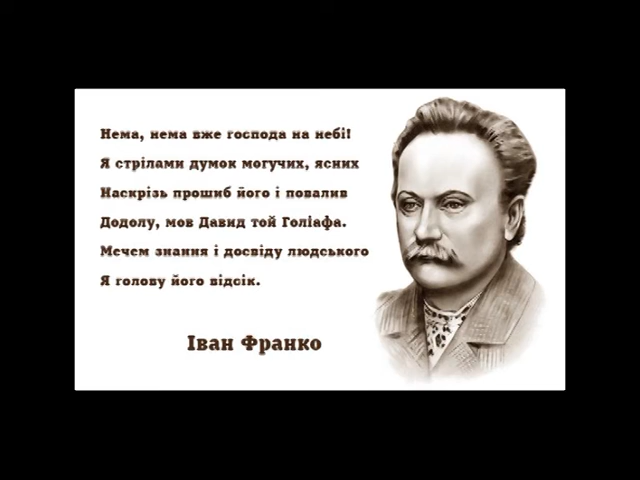 Нема, нема вже господа на небі!
Я стрілами думок могучих, ясних
Наскрізь прошиб його і повалив
Додолу, мов Давид той Голіафа.
Мечем знання і досвіду людського
Я голову його відсік.
Іван Франко